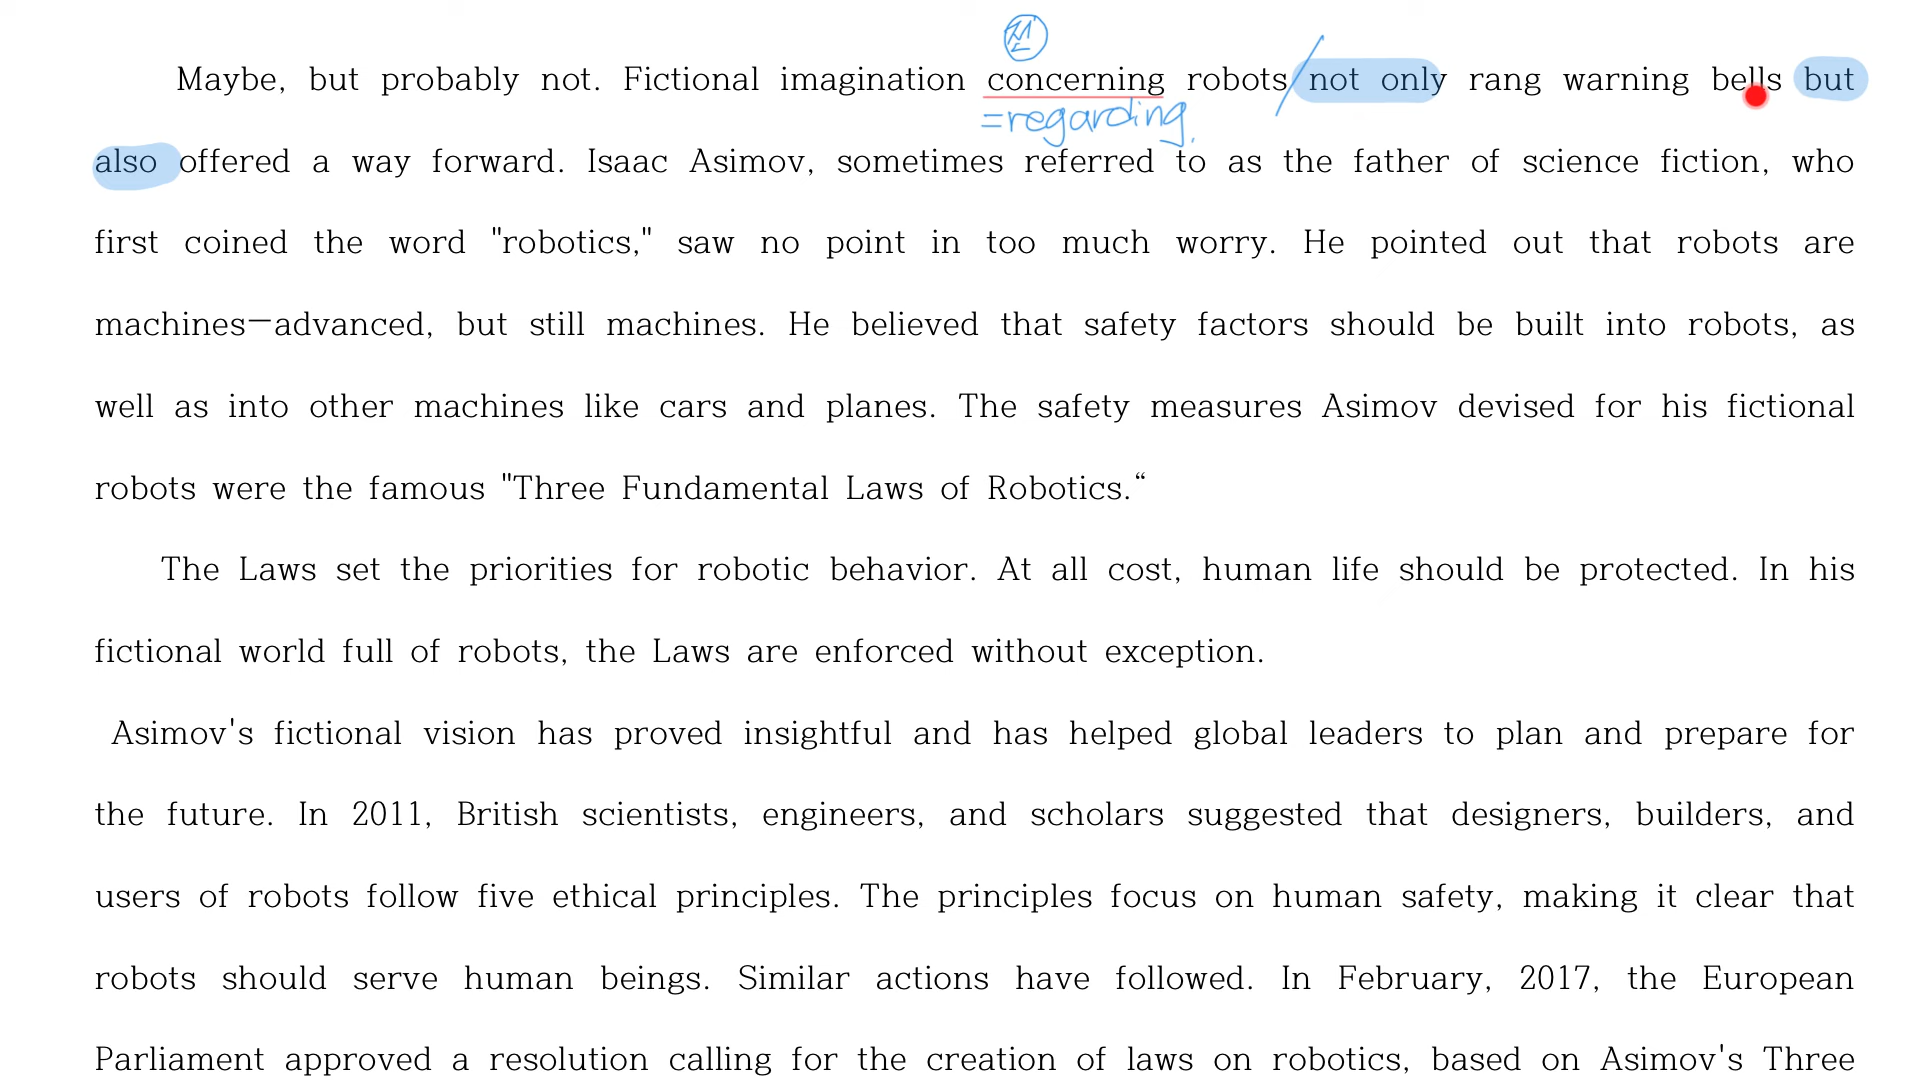 Maybe, but probably not. Fictional imagination concerning robots not only rang warning bells but
=regarding.
also offered a way forward. Isaac Asimov, sometimes referred to as the father of science fiction, who
first coined the word "robotics," saw no point in too much worry. He pointed out that robots are
machines—advanced, but still machines. He believed that safety factors should be built into robots, as
well as into other machines like cars and planes. The safety measures Asimov devised for his fictional
robots were the famous "Three Fundamental Laws of Robotics.“
The Laws set the priorities for robotic behavior. At all cost, human life should be protected. In his
fictional world full of robots, the Laws are enforced without exception.
Asimov's fictional vision has proved insightful and has helped global leaders to plan and prepare for
the future. In 2011, British scientists, engineers, and scholars suggested that designers, builders, and
users of robots follow five ethical principles. The principles focus on human safety, making it clear that
robots should serve human beings. Similar actions have followed. In February, 2017, the European
Parliament approved a resolution calling for the creation of laws on robotics, based on Asimov's Three